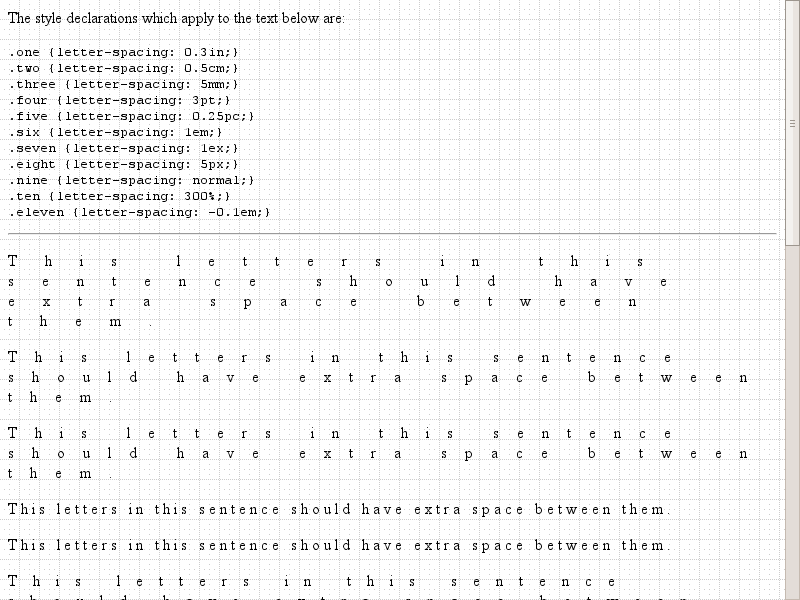 The style declarations which apply to the text below are:
.one {letter-spacing: 0.3in;}
.two {letter-spacing: 0.5cm;}
.three {letter-spacing: 5mm;}
.four {letter-spacing: 3pt;}
.five {letter-spacing: 0.25pc;}
.six {letter-spacing: 1em;}
.seven {letter-spacing: 1ex;}
.eight {letter-spacing: 5px;}
.nine {letter-spacing: normal;}
.ten {letter-spacing: 300%;}
.eleven {letter-spacing: -0.1em;}
This letters in this
sentence should have
extra space between
them.
This letters in this sentence
should have extra space between
them.
This letters in this sentence
should have extra space between
them.
This letters in this sentence should have extra space between them.
This letters in this sentence should have extra space between them.
This letters in this sentence
should have extra space between